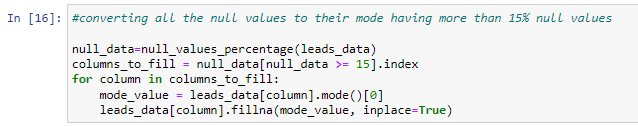 In [16]: #converting all the null values to their mode having more than 15% null values
null_data=null_values_percentage(leads_data)
columns_to_fill = null_data[null_data >= 15].index
for column in columns_to_fill:
    mode_value = leads_data[column].mode()[0]
    leads_data[column].fillna(mode_value, inplace=True)